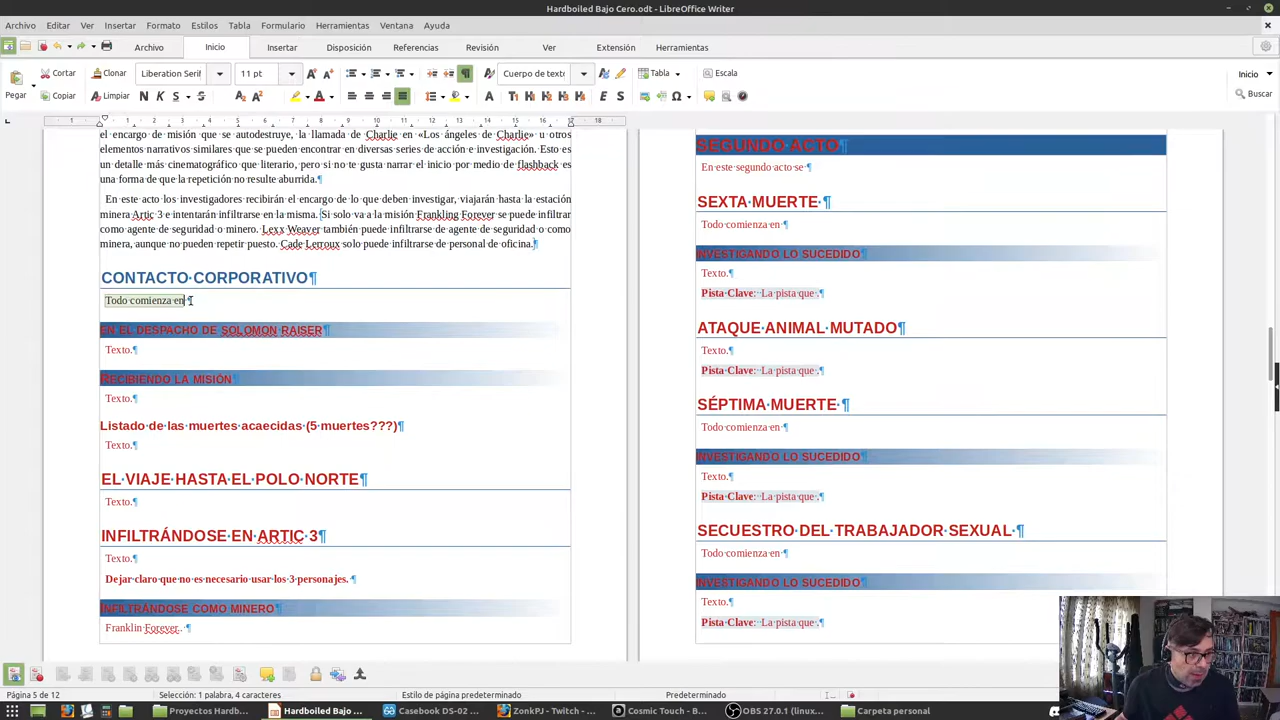 Hardboiled Bajo Cero.odt - LibreOffice Writer
Archivo Editar Ver Insertar Formato Estilos Tabla Formulario Herramientas Ventana Ayuda
Archivo Inicio Insertar Disposición Referencias Revisión Ver Extensión Herramientas
Cortar Clonar Liberation Serif 11 pt Cuerpo de texto Tabla Escala Inicio
Pegar Copiar Limpiar Buscar
el encargo de misión que se autodestruye, la llamada de Charlie en «Los ángeles de Charlie» u otros
elementos narrativos similares que se pueden encontrar en diversas series de acción e investigación. Esto es
un detalle más cinematográfico que literario, pero si no te gusta narrar el inicio por medio de flashback es
una forma de que la repetición no resulte aburrida.¶
En este acto los investigadores recibirán el encargo de lo que deben investigar, viajarán hasta la estación
minera Artic 3 e intentarán infiltrarse en la misma. Si solo va a la misión Frankling Forever se puede infiltrar
como agente de seguridad o minero. Lexx Weaver también puede infiltrarse de agente de seguridad o como
minera, aunque no pueden repetir puesto. Cade Lerroux solo puede infiltrarse de personal de oficina.¶
CONTACTO·CORPORATIVO¶
Todo comienza en ¶
EN EL DESPACHO DE SOLOMON RAISER¶
Texto.¶
RECIBIENDO LA MISIÓN¶
Texto.¶
Listado·de·las·muertes·acaecidas·(5·muertes???)¶
Texto.¶
EL·VIAJE·HASTA·EL·POLO·NORTE¶
Texto.¶
INFILTRÁNDOSE·EN·ARTIC·3¶
Texto.¶
Dejar·claro·que·no·es·necesario·usar·los·3·personajes.·¶
INFILTRÁNDOSE COMO MINERO¶
Franklin·Forever..·¶
SEGUNDO ACTO¶
En este segundo acto se ¶
SEXTA·MUERTE·¶
Todo·comienza·en·¶
INVESTIGANDO LO SUCEDIDO¶
Texto.¶
Pista·Clave:·La pista que·.¶
ATAQUE·ANIMAL·MUTADO¶
Texto.¶
Pista·Clave:·La pista que·.¶
SÉPTIMA·MUERTE·¶
Todo·comienza·en·¶
INVESTIGANDO LO SUCEDIDO¶
Texto.¶
Pista·Clave:·La pista que·.¶
SECUESTRO·DEL·TRABAJADOR·SEXUAL·¶
Todo·comienza·en·¶
INVESTIGANDO LO SUCEDIDO¶
Texto.¶
Pista·Clave:·La pista que·.¶
Página 5 de 12 Selección: 1 palabra, 4 caracteres Estilo de página predeterminado Predeterminado
Proyectos Hardb... Hardboiled Bajo ... Casebook DS-02 ... ZonkPJ - Twitch - ... Cosmic Touch - B... OBS 27.0.1 (linux... Carpeta personal